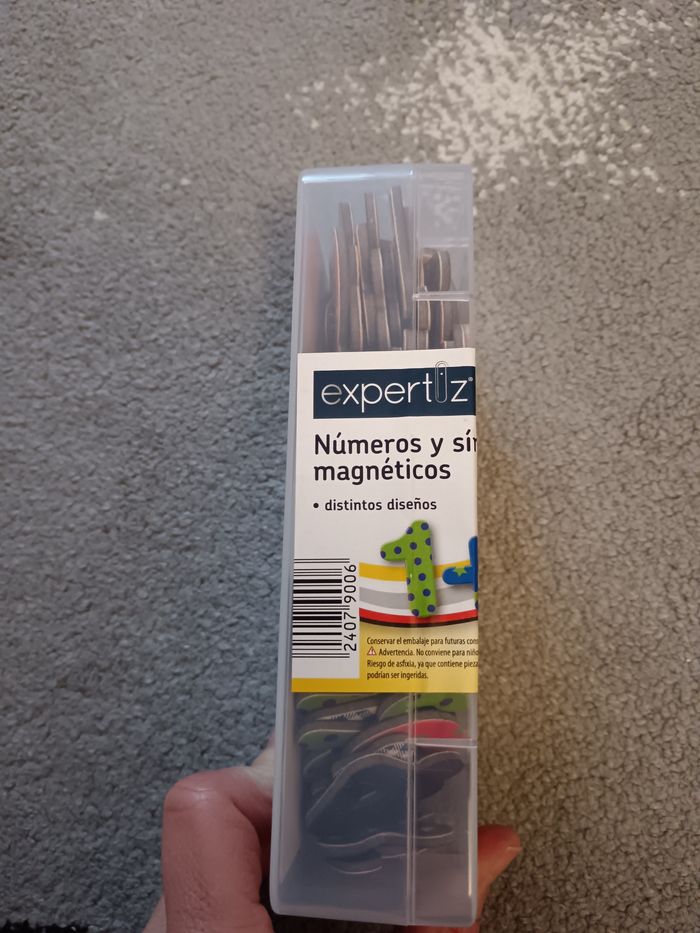 expertiz®
Números y sí
magnéticos
• distintos diseños
2407 9006
Conservar el embalaje para futuras con
Advertencia. No conviene para niño
Riesgo de asfixia, ya que contiene pieza
podrían ser ingeridas.